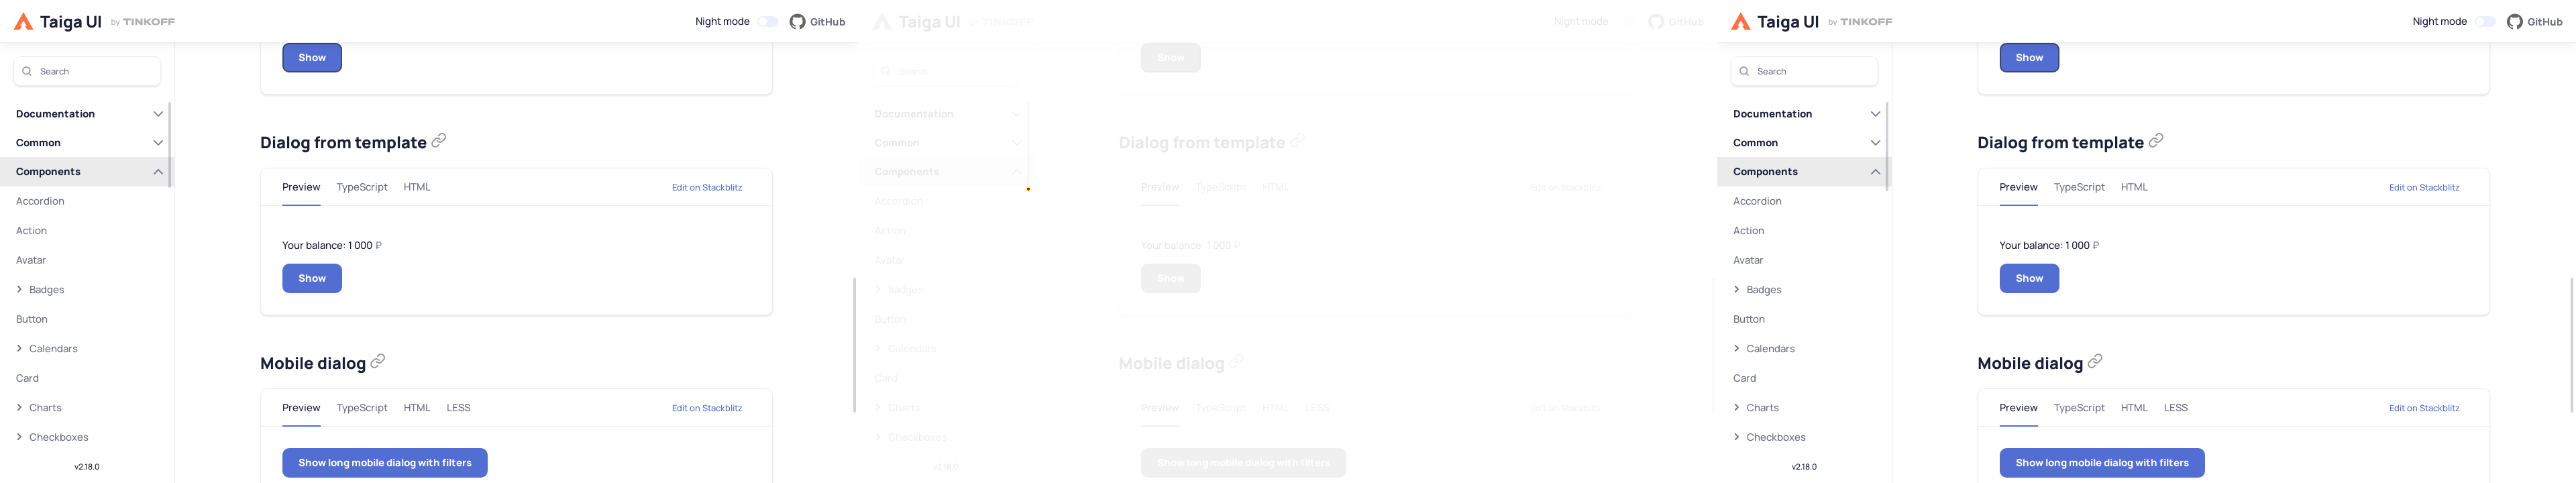 Taiga UI by TINKOFF
Night mode GitHub
Search
Show
Documentation
Common
Components
Accordion
Action
Avatar
Badges
Button
Calendars
Card
Charts
Checkboxes
v2.18.0
Dialog from template
Preview TypeScript HTML Edit on Stackblitz
Your balance: 1 000 ₽
Show
Mobile dialog
Preview TypeScript HTML LESS Edit on Stackblitz
Show long mobile dialog with filters
Taiga UI by TINKOFF
Night mode GitHub
Search
Show
Documentation
Common
Components
Accordion
Action
Avatar
Badges
Button
Calendars
Card
Charts
Checkboxes
v2.18.0
Dialog from template
Preview TypeScript HTML Edit on Stackblitz
Your balance: 1 000 ₽
Show
Mobile dialog
Preview TypeScript HTML LESS Edit on Stackblitz
Show long mobile dialog with filters
Taiga UI by TINKOFF
Night mode GitHub
Search
Show
Documentation
Common
Components
Accordion
Action
Avatar
Badges
Button
Calendars
Card
Charts
Checkboxes
v2.18.0
Dialog from template
Preview TypeScript HTML Edit on Stackblitz
Your balance: 1 000 ₽
Show
Mobile dialog
Preview TypeScript HTML LESS Edit on Stackblitz
Show long mobile dialog with filters